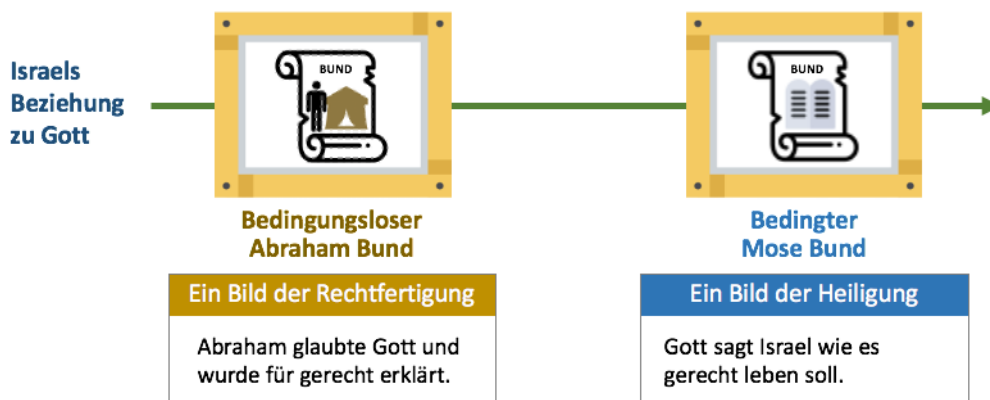 Israels
Beziehung
zu Gott
BUND
BUND
Bedingungsloser
Abraham Bund
Bedingter
Mose Bund
Ein Bild der Rechtfertigung
Abraham glaubte Gott und
wurde für gerecht erklärt.
Ein Bild der Heiligung
Gott sagt Israel wie es
gerecht leben soll.